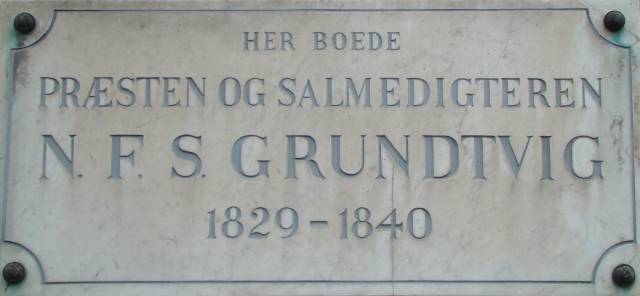 HER BOEDE
PRÆSTEN OG SALMEDIGTEREN
N. F. S. GRUNDTVIG
1829 – 1840